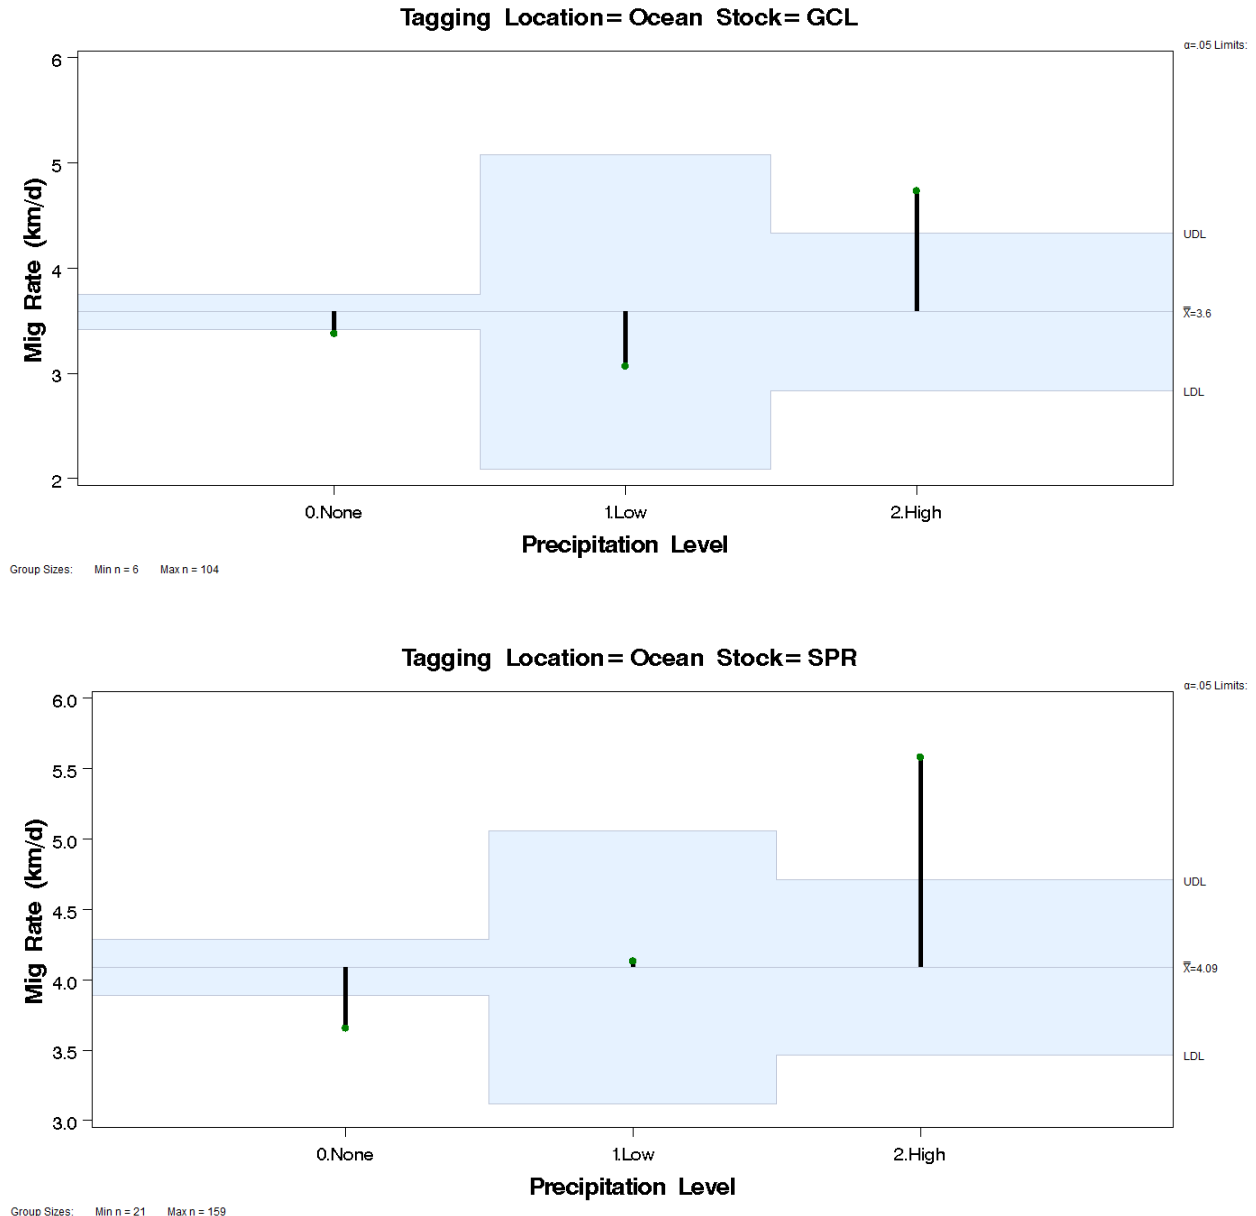 Tagging Location= Ocean Stock= GCL
α=.05 Limits:
6
5
4
3
2
Mig Rate (km/d)
UDL
X̿=3.6
LDL
0.None 1.Low 2.High
Precipitation Level
Group Sizes: Min n = 6 Max n = 104
Tagging Location= Ocean Stock= SPR
α=.05 Limits:
6.0
5.5
5.0
4.5
4.0
3.5
3.0
Mig Rate (km/d)
UDL
X̿=4.09
LDL
0.None 1.Low 2.High
Precipitation Level
Group Sizes: Min n = 21 Max n = 159